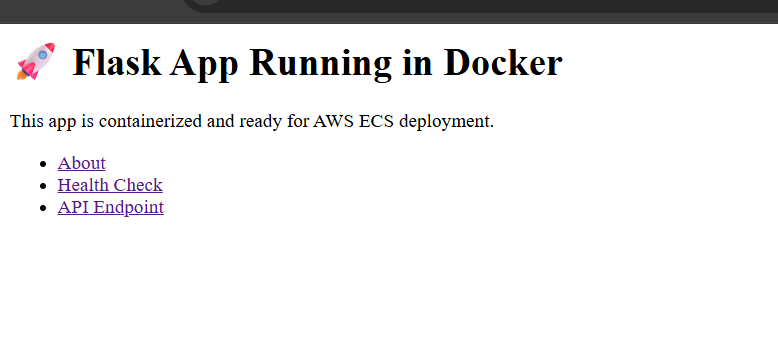 🚀 Flask App Running in Docker
This app is containerized and ready for AWS ECS deployment.
• About
• Health Check
• API Endpoint